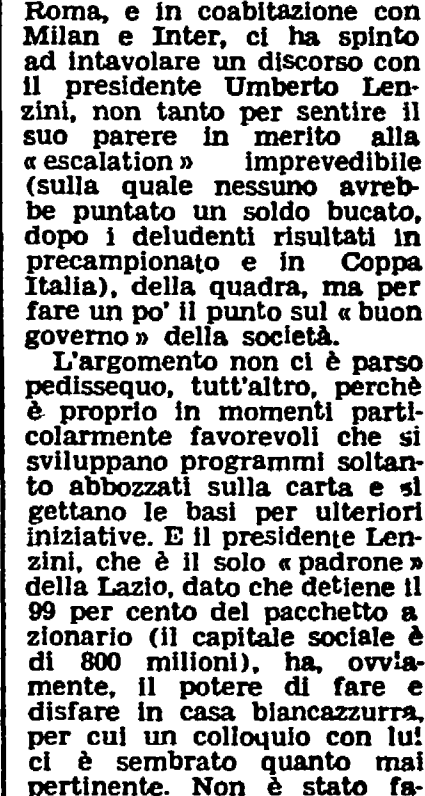 Roma, e in coabitazione con
Milan e Inter, ci ha spinto
ad intavolare un discorso con
il presidente Umberto Len-
zini, non tanto per sentire il
suo parere in merito alla
« escalation » imprevedibile
(sulla quale nessuno avreb-
be puntato un soldo bucato,
dopo i deludenti risultati in
precampionato e in Coppa
Italia), della quadra, ma per
fare un po' il punto sul « buon
governo » della società.
L'argomento non ci è parso
pedissequo, tutt'altro, perchè
è proprio in momenti parti-
colarmente favorevoli che si
sviluppano programmi soltan-
to abbozzati sulla carta e si
gettano le basi per ulteriori
iniziative. E il presidente Len-
zini, che è il solo « padrone »
della Lazio, dato che detiene il
99 per cento del pacchetto a
zionario (il capitale sociale è
di 800 milioni), ha, ovvia-
mente, il potere di fare e
disfare in casa biancazzurra,
per cui un colloquio con lui
ci è sembrato quanto mai
pertinente. Non è stato fa-